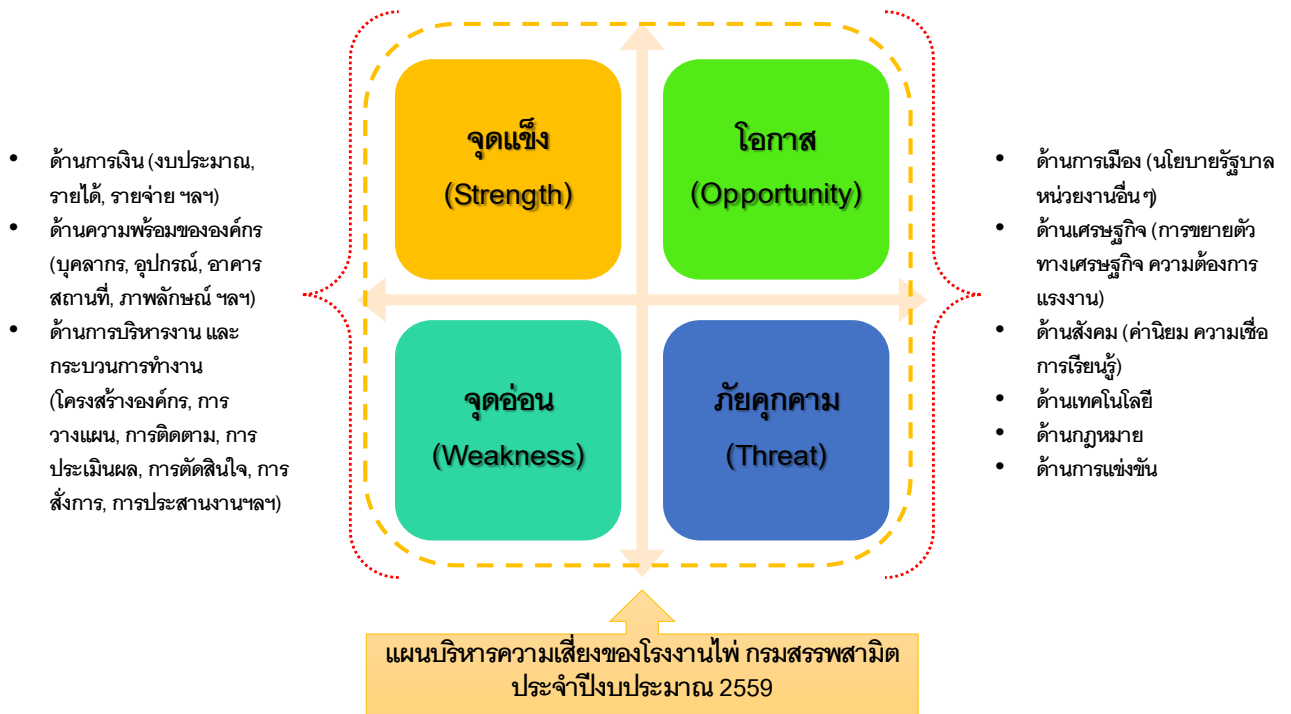 • ด้านการเงิน (งบประมาณ,
รายได้, รายจ่าย ฯลฯ)
• ด้านความพร้อมขององค์กร
(บุคลากร, อุปกรณ์, อาคาร
สถานที่, ภาพลักษณ์ ฯลฯ)
• ด้านการบริหารงาน และ
กระบวนการทำงาน
(โครงสร้างองค์กร, การ
วางแผน, การติดตาม, การ
ประเมินผล, การตัดสินใจ, การ
สั่งการ, การประสานงานฯลฯ)
จุดแข็ง
(Strength)
โอกาส
(Opportunity)
จุดอ่อน
(Weakness)
ภัยคุกคาม
(Threat)
• ด้านการเมือง (นโยบายรัฐบาล
หน่วยงานอื่น ๆ)
• ด้านเศรษฐกิจ (การขยายตัว
ทางเศรษฐกิจ ความต้องการ
แรงงาน)
• ด้านสังคม (ค่านิยม ความเชื่อ
การเรียนรู้)
• ด้านเทคโนโลยี
• ด้านกฎหมาย
• ด้านการแข่งขัน
แผนบริหารความเสี่ยงของโรงงานไพ่ กรมสรรพสามิต
ประจำปีงบประมาณ 2559